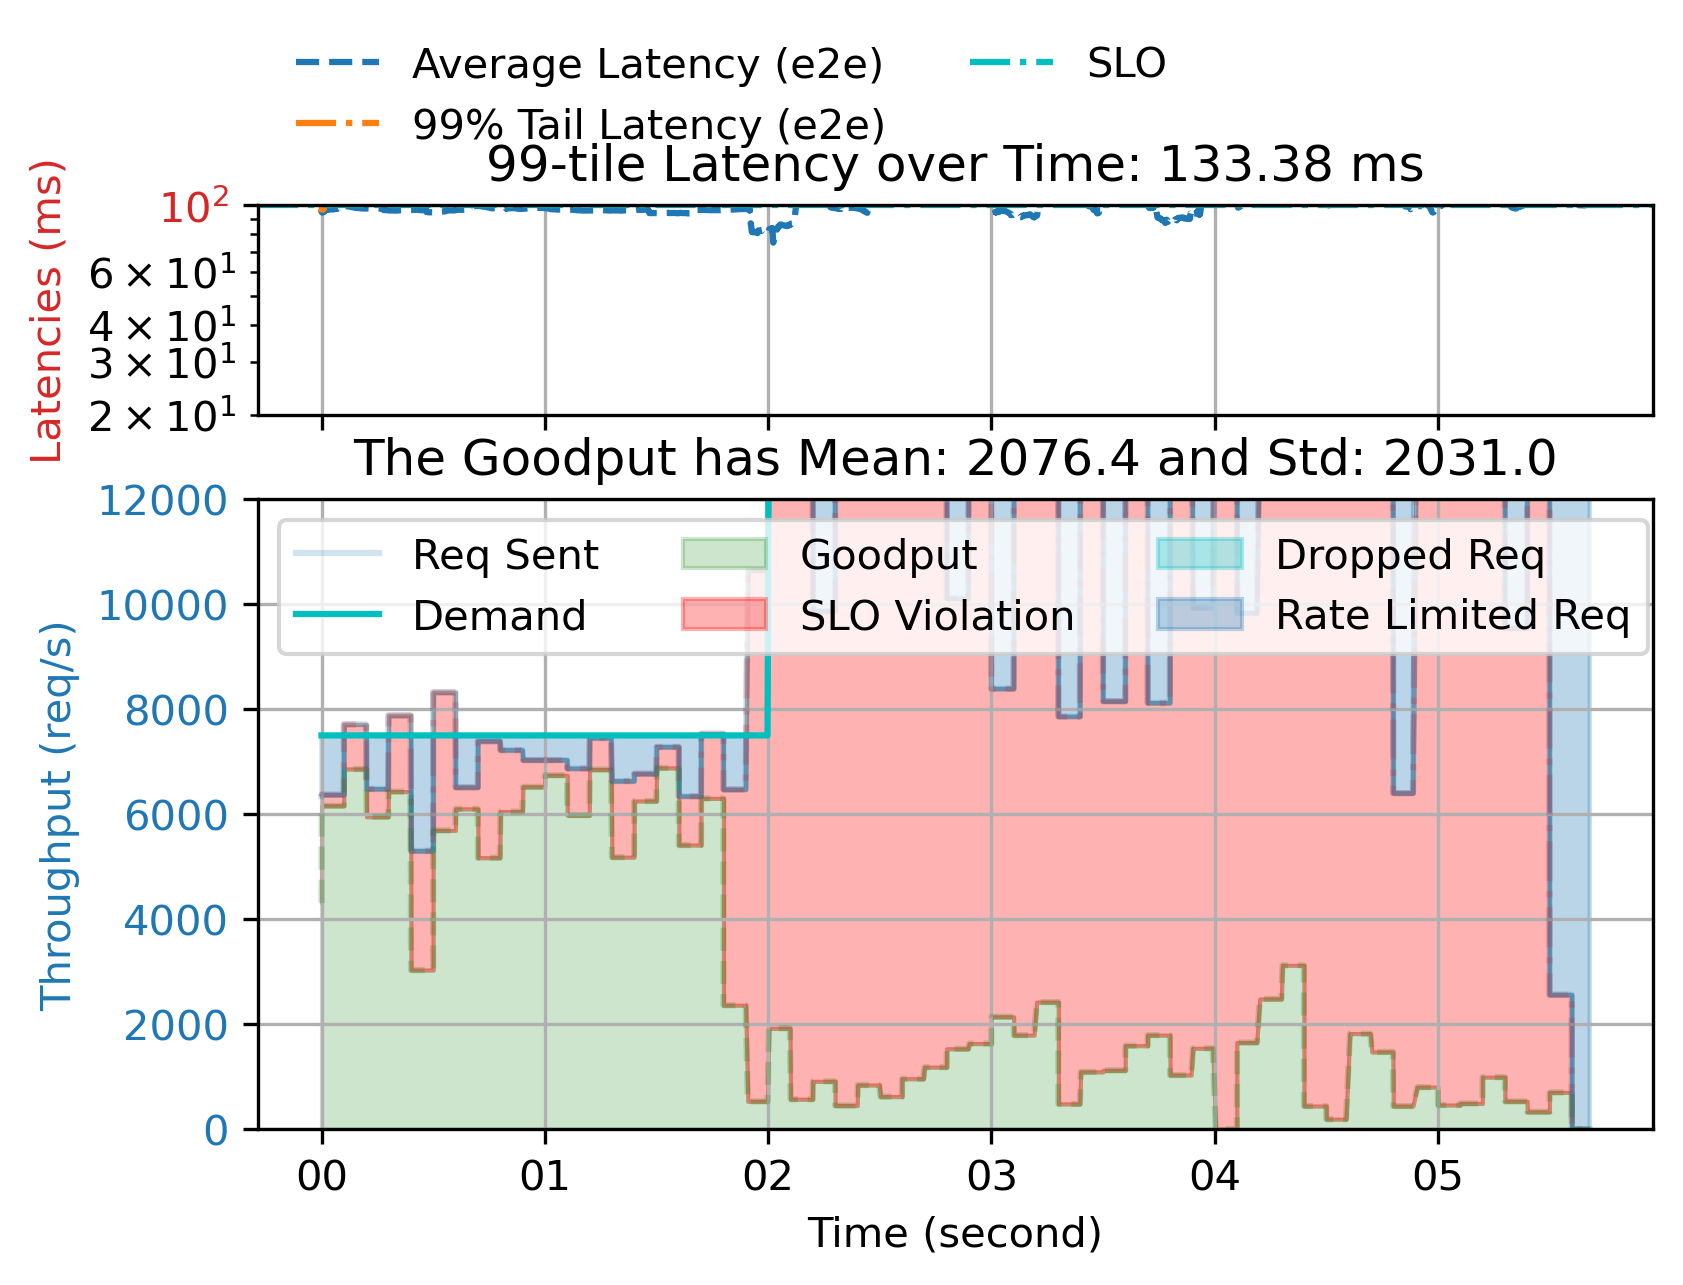 Average Latency (e2e) SLO
99% Tail Latency (e2e)
99-tile Latency over Time: 133.38 ms
Latencies (ms)
10²
6 × 10¹
4 × 10¹
3 × 10¹
2 × 10¹
The Goodput has Mean: 2076.4 and Std: 2031.0
Throughput (req/s)
12000
10000
8000
6000
4000
2000
0
Req Sent Goodput Dropped Req
Demand SLO Violation Rate Limited Req
00 01 02 03 04 05
Time (second)